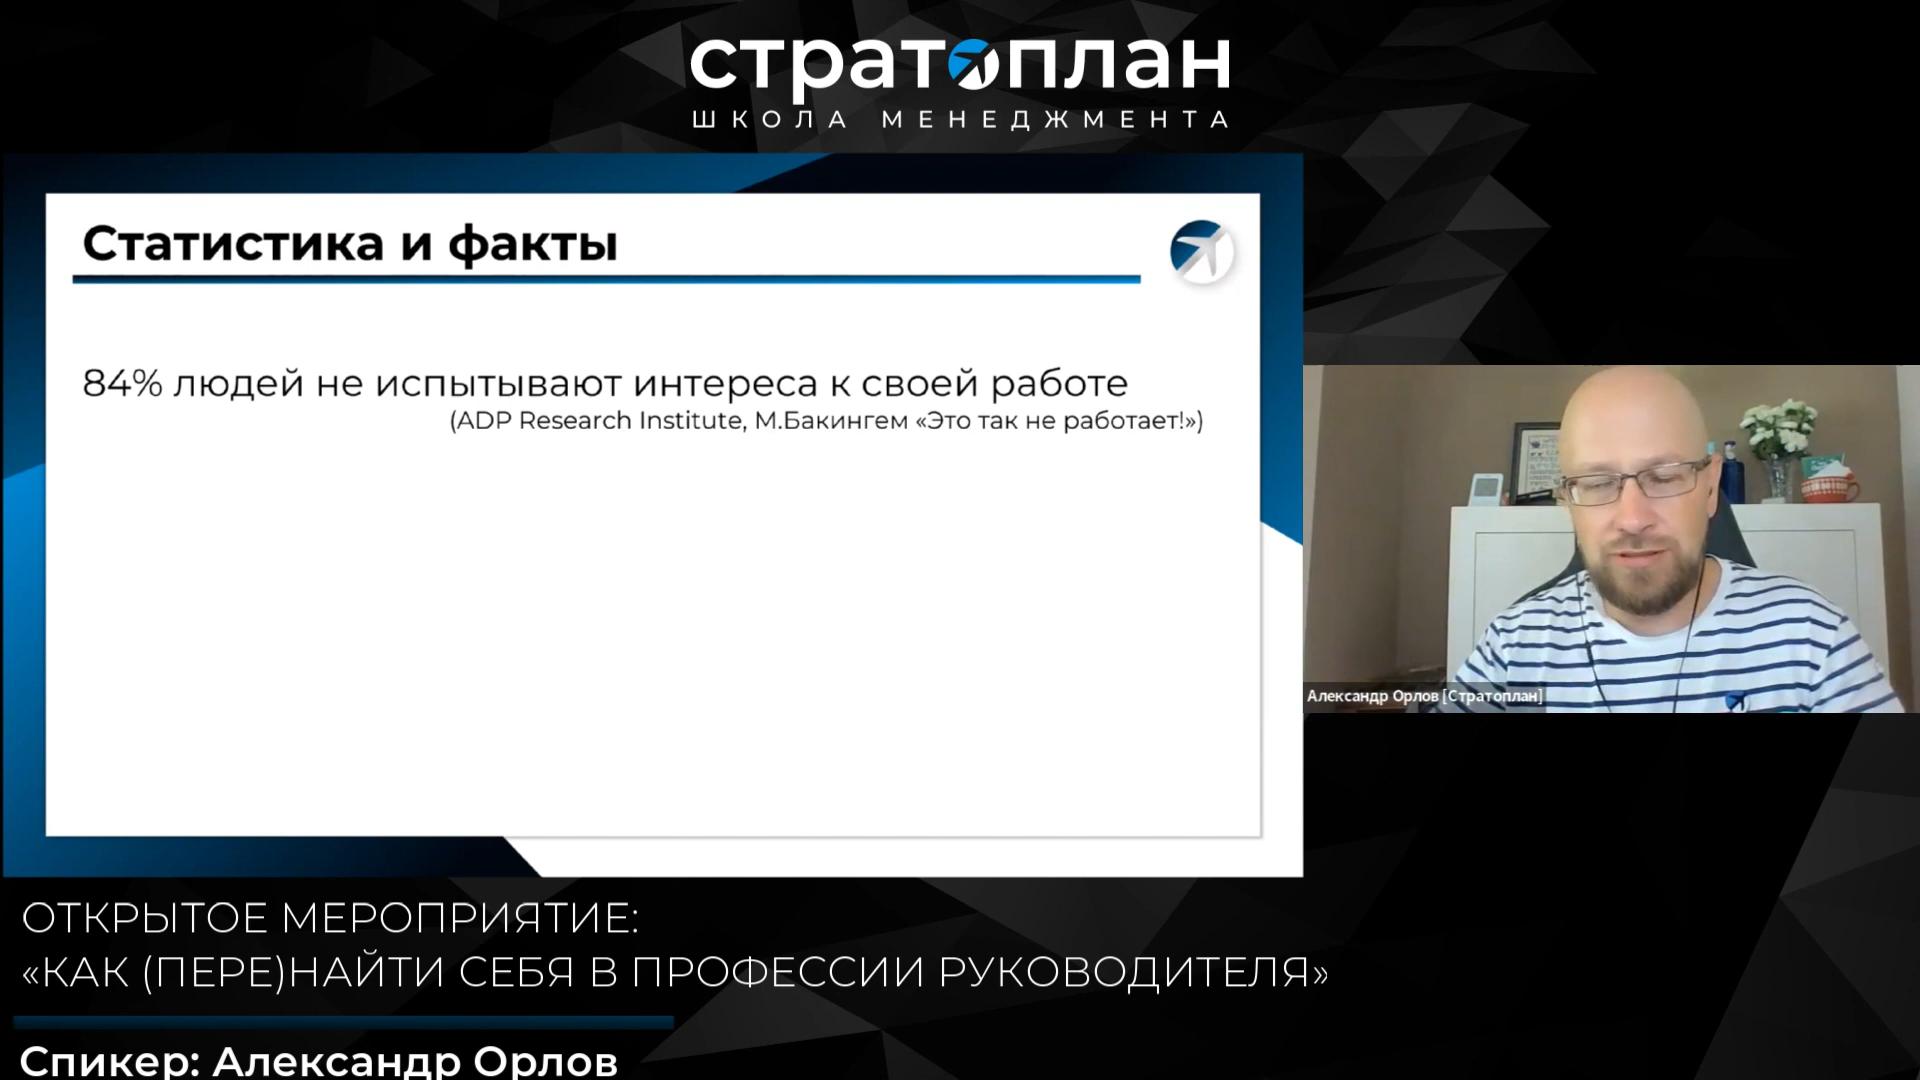 стратоплан
ШКОЛА МЕНЕДЖМЕНТА
Статистика и факты
84% людей не испытывают интереса к своей работе
(ADP Research Institute, М.Бакингем «Это так не работает!»)
Александр Орлов [Стратоплан]
ОТКРЫТОЕ МЕРОПРИЯТИЕ:
«КАК (ПЕРЕ)НАЙТИ СЕБЯ В ПРОФЕССИИ РУКОВОДИТЕЛЯ»
Спикер: Александр Орлов